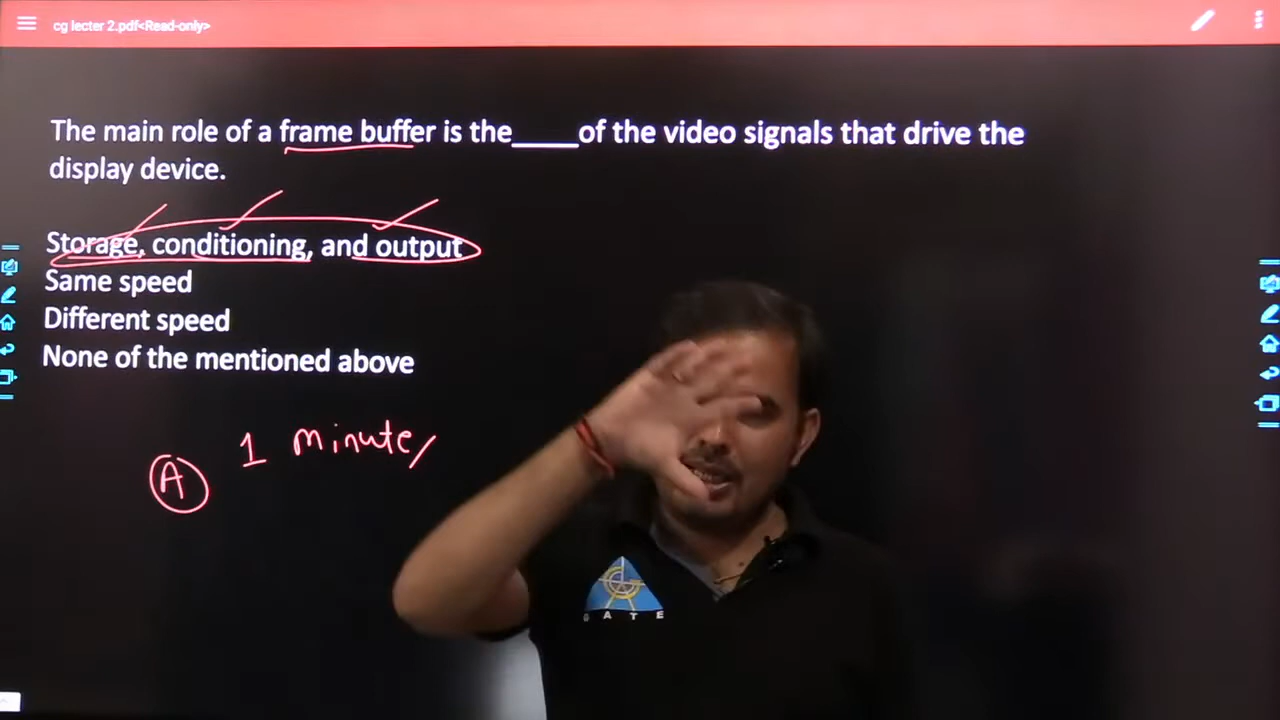 cg lecter 2.pdf<Read-only>
The main role of a frame buffer is the____of the video signals that drive the
display device.
Storage, conditioning, and output
Same speed
Different speed
None of the mentioned above
1 minute
A
GATE